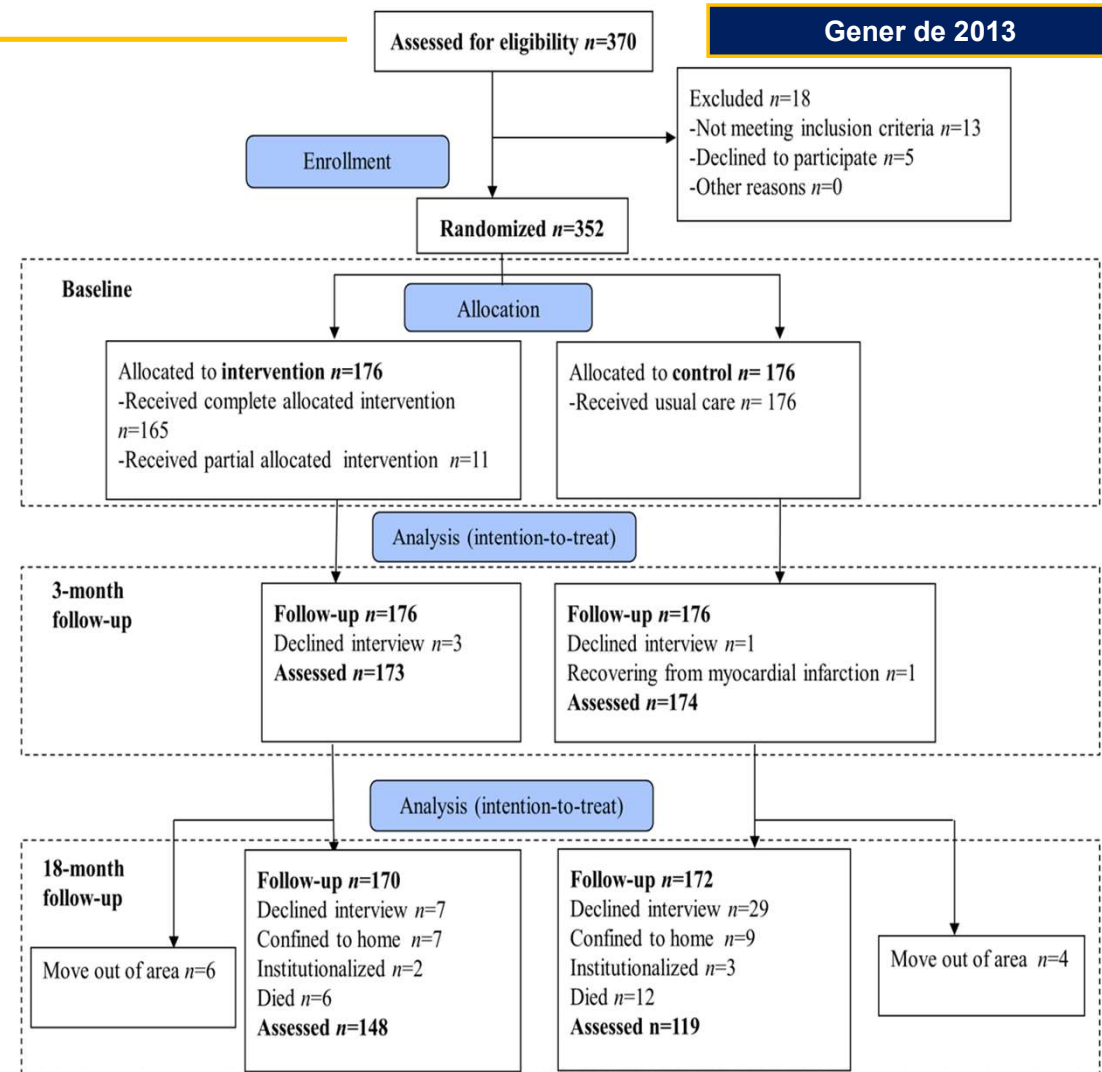 Assessed for eligibility n=370
Gener de 2013
Excluded n=18
-Not meeting inclusion criteria n=13
-Declined to participate n=5
-Other reasons n=0
Enrollment
Randomized n=352
Baseline
Allocation
Allocated to intervention n=176
-Received complete allocated intervention
n=165
-Received partial allocated intervention n=11
Allocated to control n= 176
-Received usual care n= 176
Analysis (intention-to-treat)
3-month
follow-up
Follow-up n=176
Declined interview n=3
Assessed n=173
Follow-up n=176
Declined interview n=1
Recovering from myocardial infarction n=1
Assessed n=174
Analysis (intention-to-treat)
18-month
follow-up
Move out of area n=6
Follow-up n=170
Declined interview n=7
Confined to home n=7
Institutionalized n=2
Died n=6
Assessed n=148
Follow-up n=172
Declined interview n=29
Confined to home n=9
Institutionalized n=3
Died n=12
Assessed n=119
Move out of area n=4